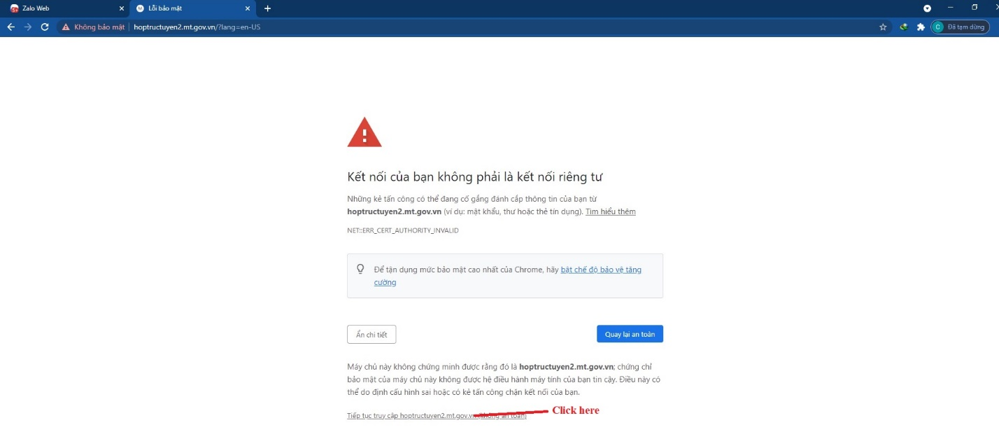 Zalo Web
Lỗi bảo mật
Không bảo mật
hoptructuyen2.mt.gov.vn/?lang=en-US
C
Đã tạm dừng
Kết nối của bạn không phải là kết nối riêng tư
Những kẻ tấn công có thể đang cố gắng đánh cắp thông tin của bạn từ
hoptructuyen2.mt.gov.vn (ví dụ: mật khẩu, thư hoặc thẻ tín dụng). Tìm hiểu thêm
NET::ERR_CERT_AUTHORITY_INVALID
Để tận dụng mức bảo mật cao nhất của Chrome, hãy bật chế độ bảo vệ tăng
cường
Ẩn chi tiết
Quay lại an toàn
Máy chủ này không chứng minh được rằng đó là hoptructuyen2.mt.gov.vn; chứng chỉ
bảo mật của máy chủ này không được hệ điều hành máy tính của bạn tin cậy. Điều này có
thể do định cấu hình sai hoặc có kẻ tấn công chặn kết nối của bạn.
Tiếp tục truy cập hoptructuyen2.mt.gov.vn (không an toàn)
Click here